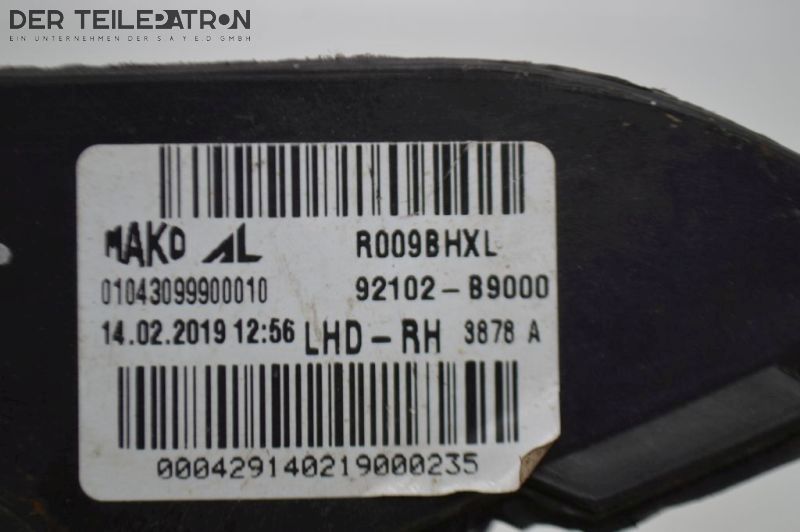 DER TEILEPATRON
EIN UNTERNEHMEN DER S A Y E D GMBH
MAKO AL R009BHXL
01043099900010 92102-B9000
14.02.2019 12:56 LHD-RH 3878 A
000429140219000235